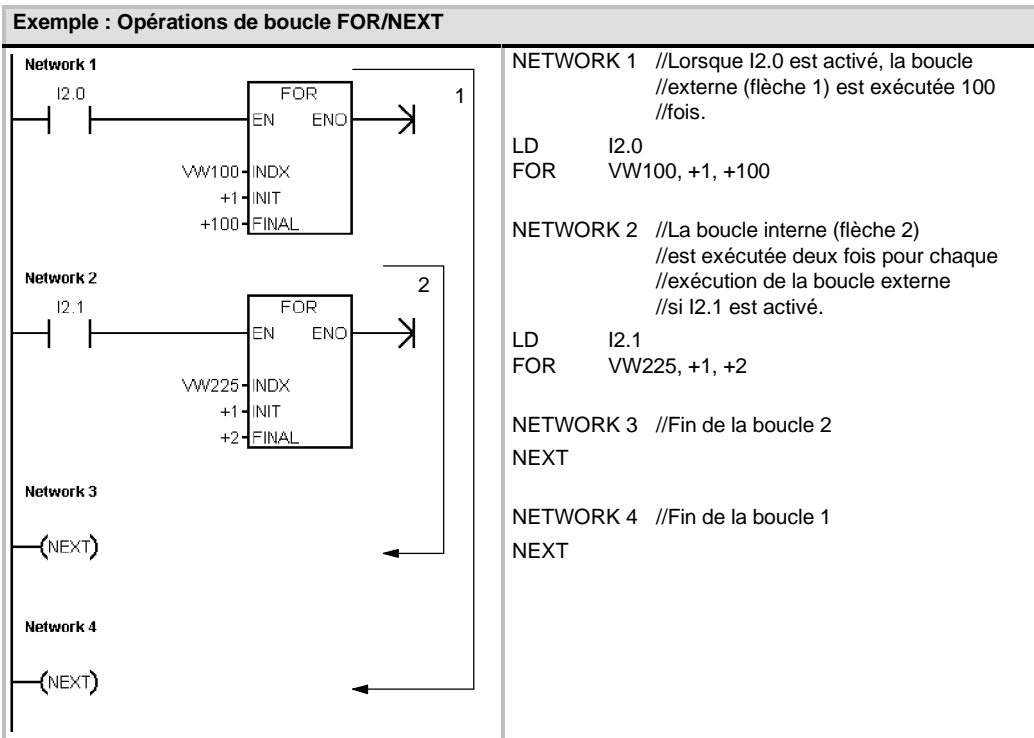 Exemple : Opérations de boucle FOR/NEXT
Network 1
I2.0
FOR
1
EN ENO
VW100 INDX
+1 INIT
+100 FINAL
Network 2
2
I2.1
FOR
EN ENO
VW225 INDX
+1 INIT
+2 FINAL
Network 3
(NEXT)
Network 4
(NEXT)
NETWORK 1 //Lorsque I2.0 est activé, la boucle
//externe (flèche 1) est exécutée 100
//fois.
LD I2.0
FOR VW100, +1, +100
NETWORK 2 //La boucle interne (flèche 2)
//est exécutée deux fois pour chaque
//exécution de la boucle externe
//si I2.1 est activé.
LD I2.1
FOR VW225, +1, +2
NETWORK 3 //Fin de la boucle 2
NEXT
NETWORK 4 //Fin de la boucle 1
NEXT